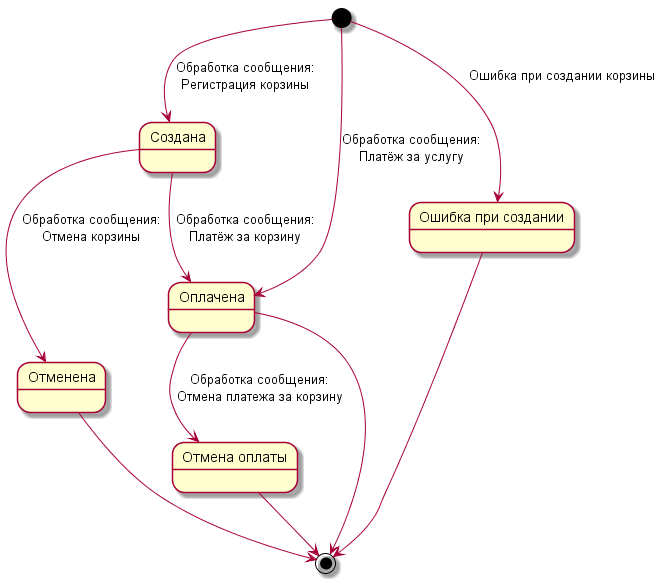 Обработка сообщения:
Регистрация корзины
Ошибка при создании корзины
Создана
Обработка сообщения:
Платёж за услугу
Ошибка при создании
Обработка сообщения:
Отмена корзины
Обработка сообщения:
Платёж за корзину
Оплачена
Отменена
Обработка сообщения:
Отмена платежа за корзину
Отмена оплаты